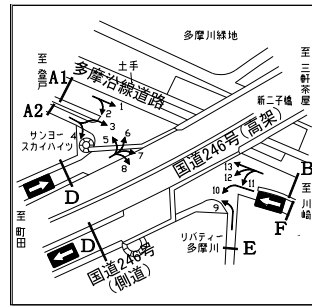 多摩川緑地
至登戸
土手
多摩沿線道路
至三軒茶屋
A1
A2
新二子橋
サンヨー
スカイハイツ
国道246号(高架)
1
2
3
4
5
6
7
8
13
12
11
10
9
B
至川崎
D
F
至町田
D
国道246号
(側道)
リバティー
多摩川
E